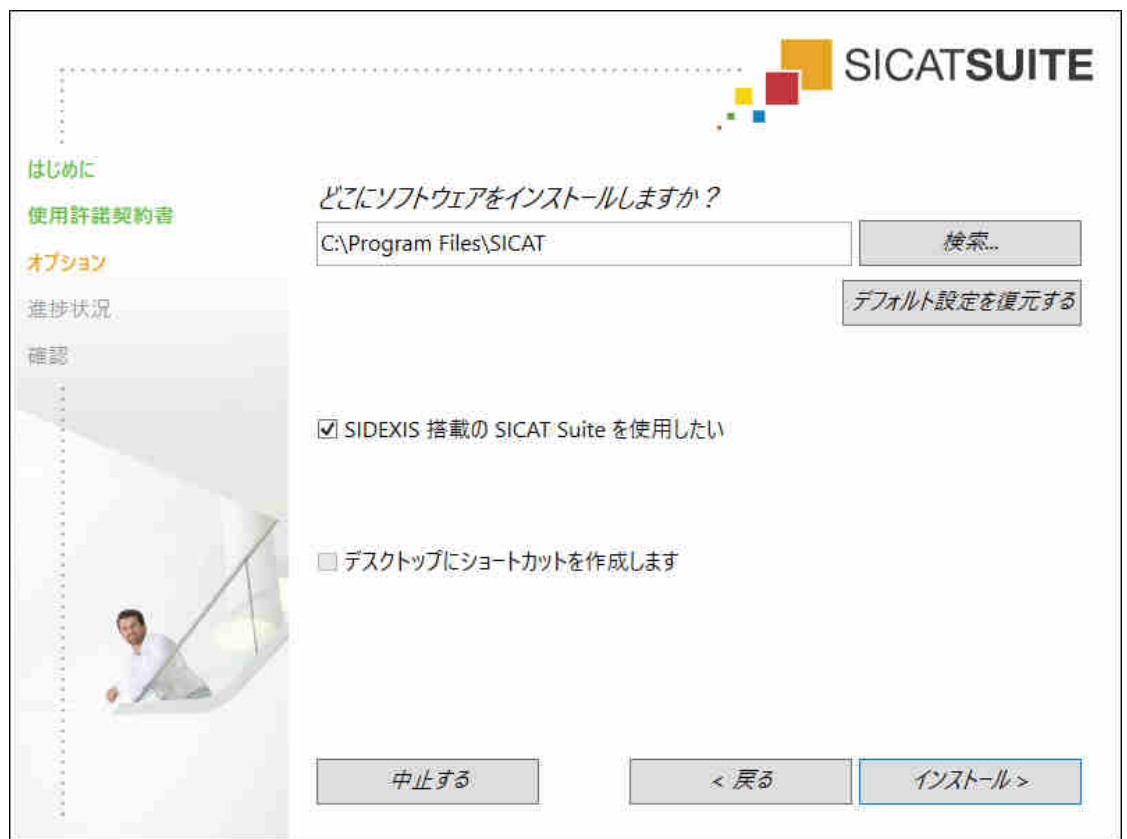 SICATSUITE
はじめに
使用許諾契約書
オプション
進捗状況
確認
どこにソフトウェアをインストールしますか？
C:\Program Files\SICAT
検索...
デフォルト設定を復元する
SIDEXIS 搭載の SICAT Suite を使用したい
デスクトップにショートカットを作成します
中止する
< 戻る
インストール >